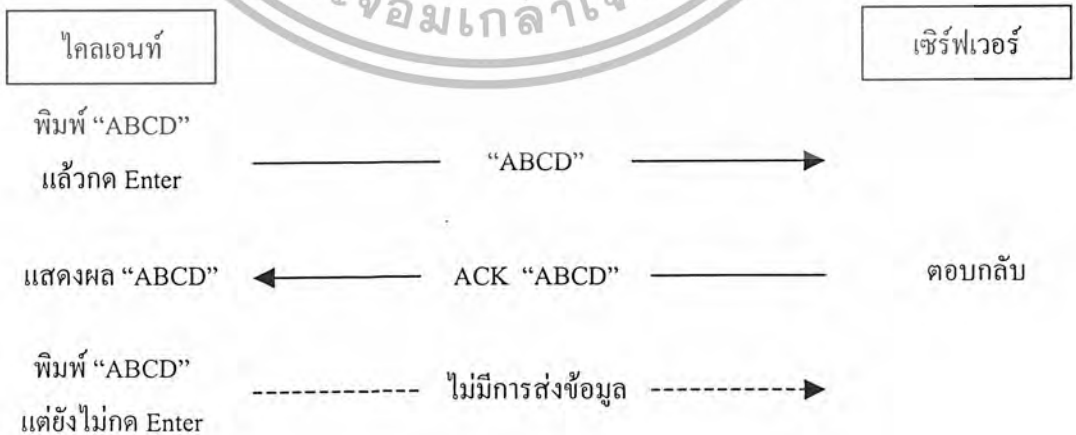 ไคลเอนท์ เซิร์ฟเวอร์
พิมพ์ “ABCD”
แล้วกด Enter
“ABCD”
แสดงผล “ABCD” ACK “ABCD” ตอบกลับ
พิมพ์ “ABCD”
แต่ยังไม่กด Enter
ไม่มีการส่งข้อมูล